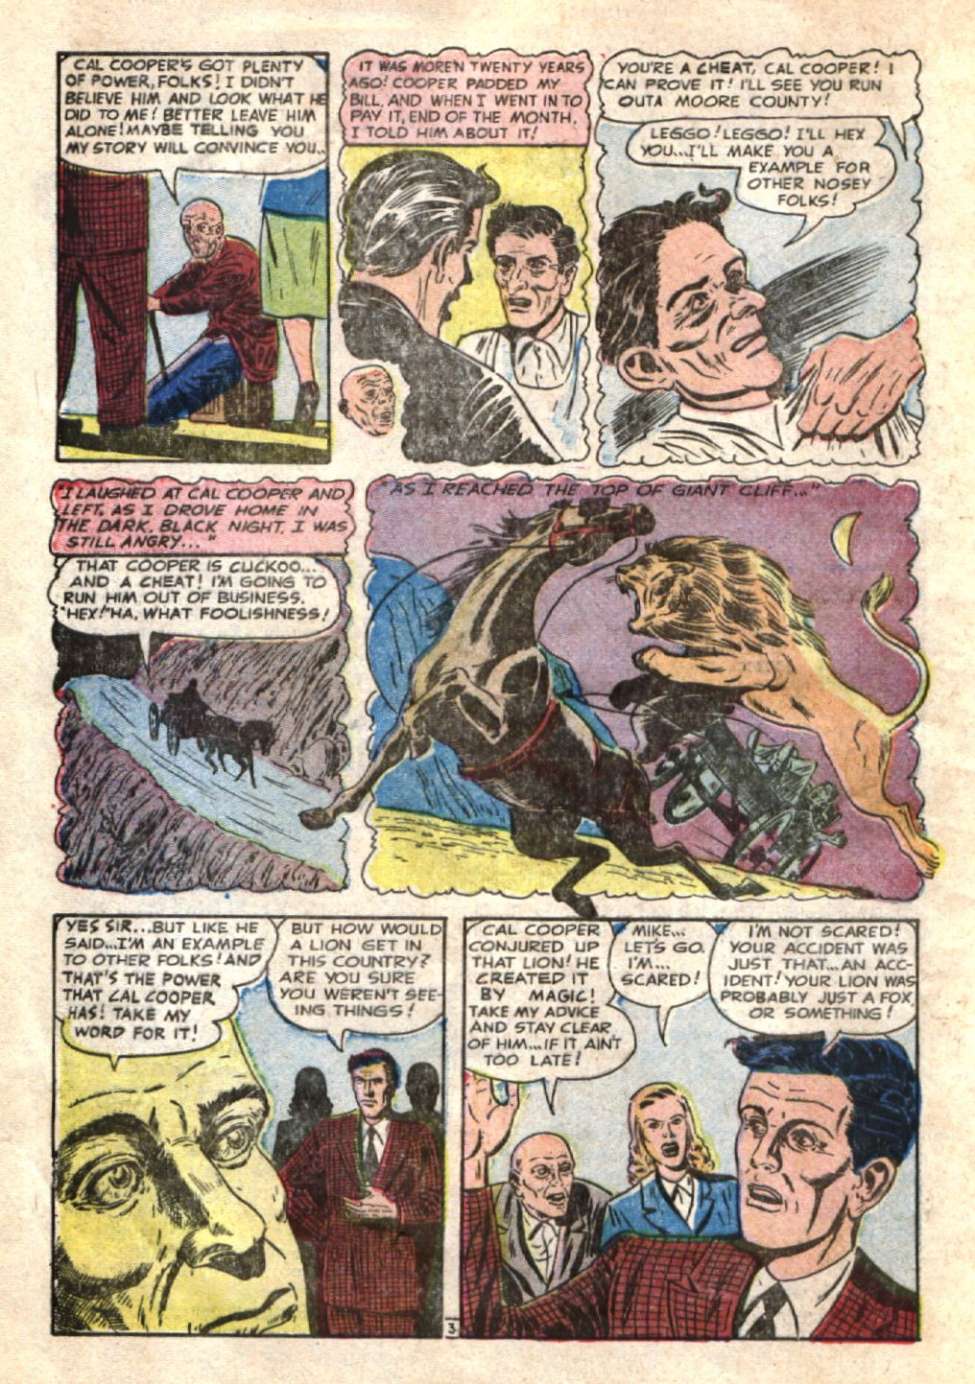 CAL COOPER'S GOT PLENTY
OF POWER, FOLKS! I DIDN'T
BELIEVE HIM AND LOOK WHAT HE
DID TO ME! BETTER LEAVE HIM
ALONE! MAYBE TELLING YOU
MY STORY WILL CONVINCE YOU..
IT WAS MORE'N TWENTY YEARS
AGO! COOPER PADDED MY
BILL, AND WHEN I WENT IN TO
PAY IT, END OF THE MONTH,
I TOLD HIM ABOUT IT!
YOU'RE A CHEAT, CAL COOPER! I
CAN PROVE IT! I'LL SEE YOU RUN
OUTA MOORE COUNTY!
LEGGO! LEGGO! I'LL HEX
YOU...I'LL MAKE YOU A
EXAMPLE FOR
OTHER NOSEY
FOLKS!
"I LAUGHED AT CAL COOPER AND
LEFT, AS I DROVE HOME IN
THE DARK, BLACK NIGHT, I WAS
STILL ANGRY..."
THAT COOPER IS CUCKOO...
AND A CHEAT! I'M GOING TO
RUN HIM OUT OF BUSINESS.
"HEX!" HA, WHAT FOOLISHNESS!
"AS I REACHED THE TOP OF GIANT CLIFF..."
YES SIR...BUT LIKE HE
SAID...I'M AN EXAMPLE
TO OTHER FOLKS! AND
THAT'S THE POWER
THAT CAL COOPER
HAS! TAKE MY
WORD FOR IT!
BUT HOW WOULD
A LION GET IN
THIS COUNTRY?
ARE YOU SURE
YOU WEREN'T SEE-
ING THINGS!
CAL COOPER
CONJURED UP
THAT LION! HE
CREATED IT
BY MAGIC!
TAKE MY ADVICE
AND STAY CLEAR
OF HIM...IF IT AIN'T
TOO LATE!
MIKE...
LET'S GO.
I'M...
SCARED!
I'M NOT SCARED!
YOUR ACCIDENT WAS
JUST THAT...AN ACC-
IDENT! YOUR LION WAS
PROBABLY JUST A FOX,
OR SOMETHING!
3